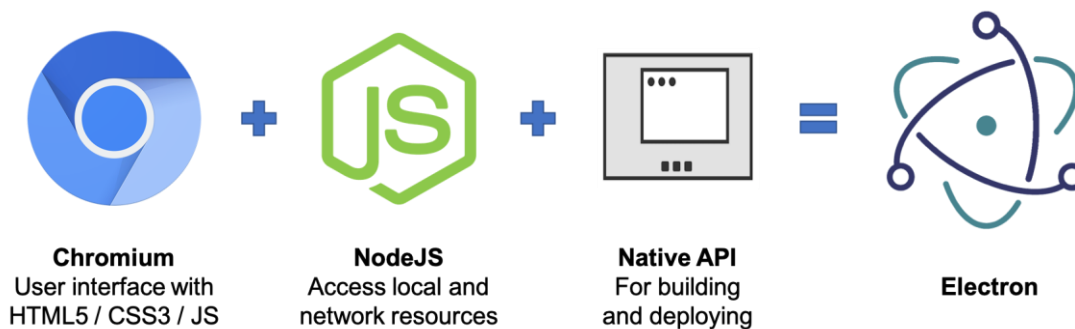 JS
Chromium
User interface with
HTML5 / CSS3 / JS
NodeJS
Access local and
network resources
Native API
For building
and deploying
Electron